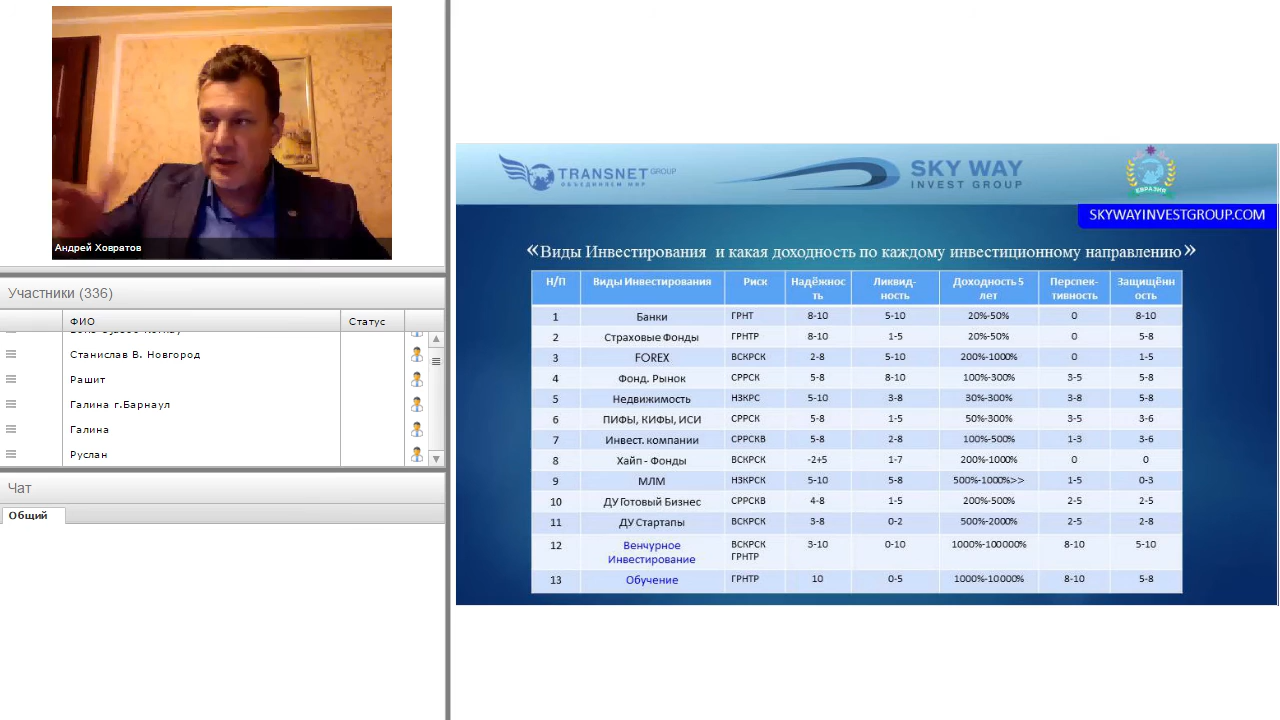 Андрей Ховратов
Участники (336)
ФИО Статус
Станислав В. Новгород
Рашит
Галина г.Барнаул
Галина
Руслан
Чат
Общий
TRANSNET GROUP
ОБЪЕДИНЯЕМ МИР
SKY WAY
INVEST GROUP
ЕВРАЗИЯ
SKYWAYINVESTGROUP.COM
«Виды Инвестирования и какая доходность по каждому инвестиционному направлению»
Н/П Виды Инвестирования Риск Надёжнос Ликвид- Доходность 5 Перспек- Защищённ
ть ность лет тивность ость
1 Банки ГРНТ 8-10 5-10 20%-50% 0 8-10
2 Страховые Фонды ГРНТР 8-10 1-5 20%-50% 0 5-8
3 FOREX ВСКРСК 2-8 5-10 200%-1000% 0 1-5
4 Фонд. Рынок СРРСК 5-8 8-10 100%-300% 3-5 5-8
5 Недвижимость НЗКРС 5-10 3-8 30%-300% 3-8 5-8
6 ПИФЫ, КИФЫ, ИСИ СРРСК 5-8 1-5 50%-300% 3-5 3-6
7 Инвест. компании СРРСКВ 5-8 2-8 100%-500% 1-3 3-6
8 Хайп - Фонды ВСКРСК -2+5 1-7 200%-1000% 0 0
9 МЛМ НЗКРСК 5-10 5-8 500%-1000%>> 1-5 0-3
10 ДУ Готовый Бизнес СРРСКВ 4-8 1-5 200%-500% 2-5 2-5
11 ДУ Стартапы ВСКРСК 3-8 0-2 500%-2000% 2-5 2-8
12 Венчурное ВСКРСК 3-10 0-10 1000%-100000% 8-10 5-10
Инвестирование ГРНТР
13 Обучение ГРНТР 10 0-5 1000%-10000% 8-10 5-8